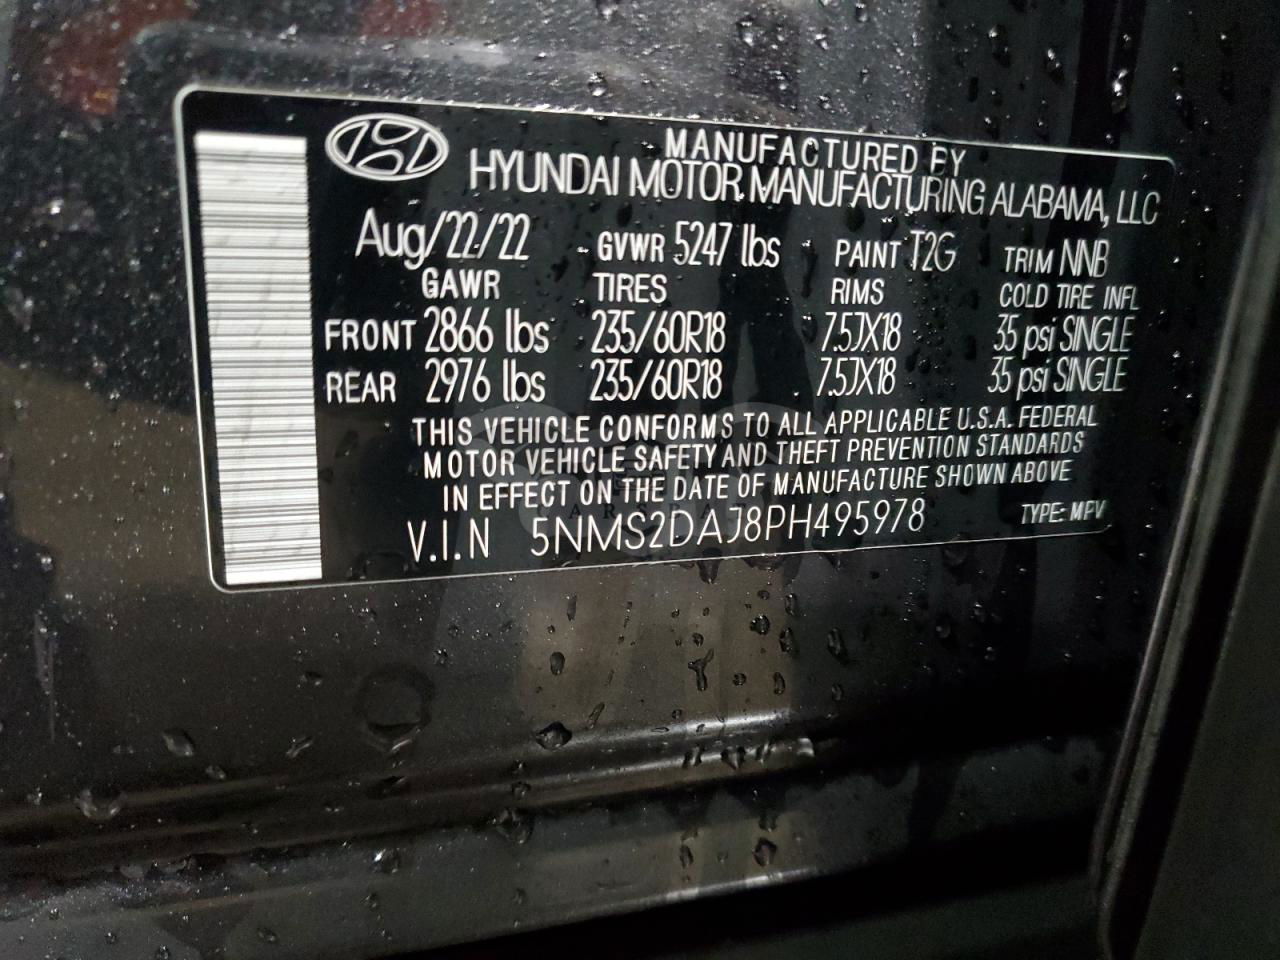 MANUFACTURED BY
HYUNDAI MOTOR MANUFACTURING ALABAMA, LLC
Aug/22/22 GVWR 5247 lbs PAINT T2G TRIM NNB
GAWR TIRES RIMS COLD TIRE INFL
FRONT 2866 lbs 235/60R18 7.5JX18 35 psi SINGLE
REAR 2976 lbs 235/60R18 7.5JX18 35 psi SINGLE
THIS VEHICLE CONFORMS TO ALL APPLICABLE U.S.A. FEDERAL
MOTOR VEHICLE SAFETY AND THEFT PREVENTION STANDARDS
IN EFFECT ON THE DATE OF MANUFACTURE SHOWN ABOVE
V.I.N 5NMS2DAJ8PH495978 TYPE: MPV